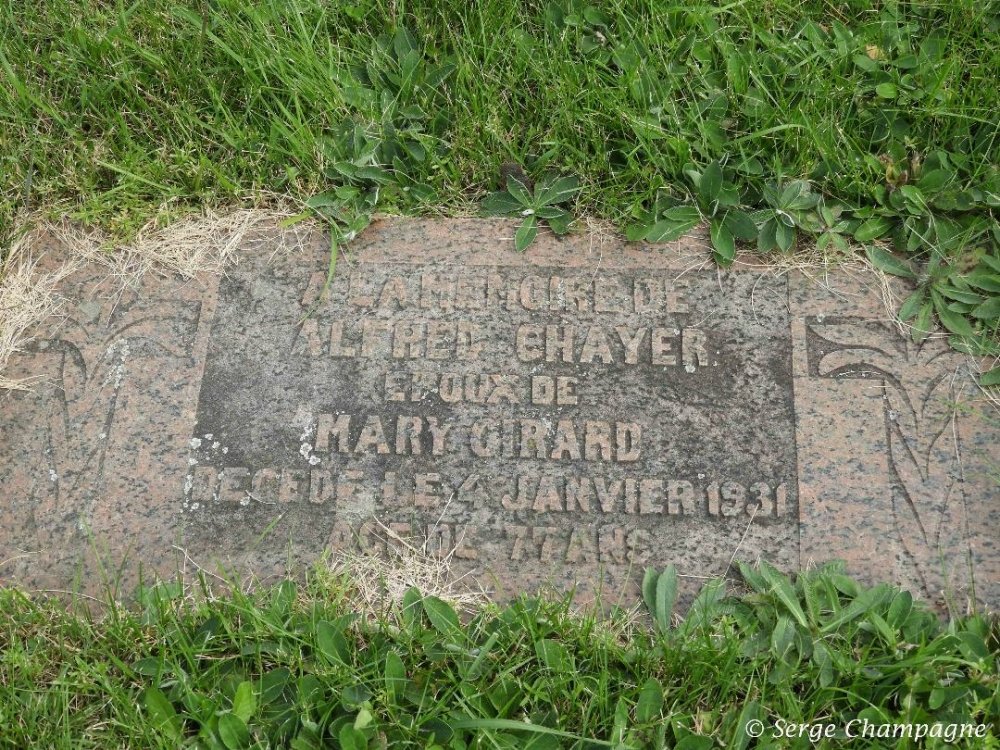 A LA MEMOIRE DE
ALFRED CHAYER
EPOUX DE
MARY GIRARD
DECEDE LE 4 JANVIER 1931
AGE DE 77 ANS
© Serge Champagne